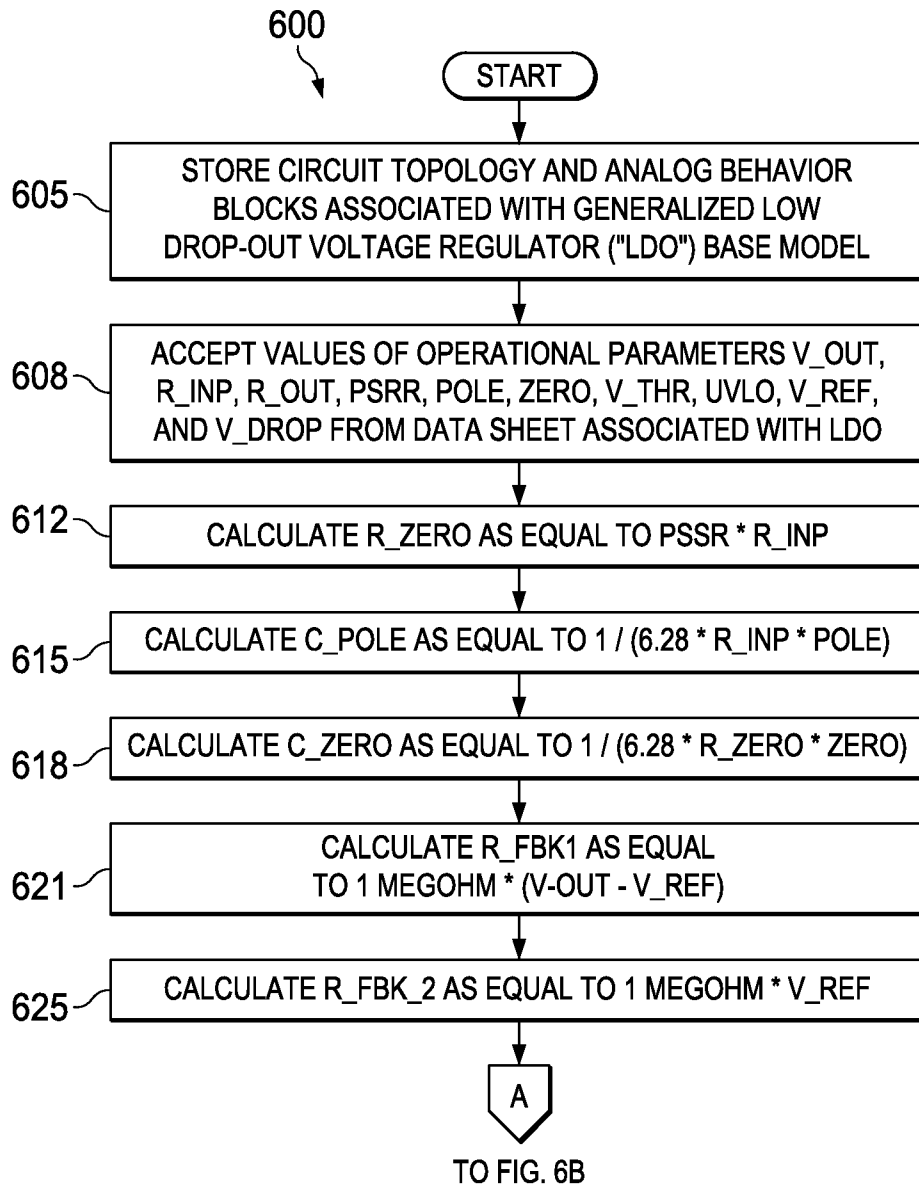 600
START
605
STORE CIRCUIT TOPOLOGY AND ANALOG BEHAVIOR
BLOCKS ASSOCIATED WITH GENERALIZED LOW
DROP-OUT VOLTAGE REGULATOR ("LDO") BASE MODEL
608
ACCEPT VALUES OF OPERATIONAL PARAMETERS V_OUT,
R_INP, R_OUT, PSRR, POLE, ZERO, V_THR, UVLO, V_REF,
AND V_DROP FROM DATA SHEET ASSOCIATED WITH LDO
612
CALCULATE R_ZERO AS EQUAL TO PSSR * R_INP
615
CALCULATE C_POLE AS EQUAL TO 1 / (6.28 * R_INP * POLE)
618
CALCULATE C_ZERO AS EQUAL TO 1 / (6.28 * R_ZERO * ZERO)
621
CALCULATE R_FBK1 AS EQUAL
TO 1 MEGOHM * (V-OUT - V_REF)
625
CALCULATE R_FBK_2 AS EQUAL TO 1 MEGOHM * V_REF
A
TO FIG. 6B